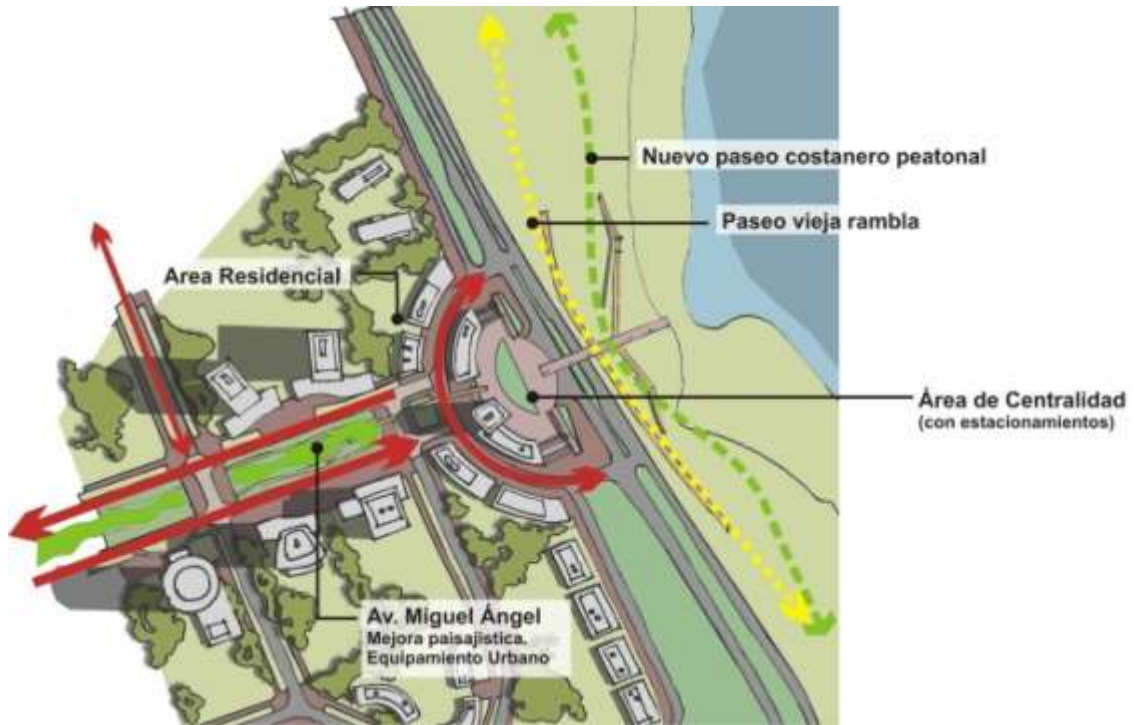 Nuevo paseo costanero peatonal
Paseo vieja rambla
Area Residencial
Área de Centralidad
(con estacionamientos)
Av. Miguel Ángel
Mejora paisajistica.
Equipamiento Urbano